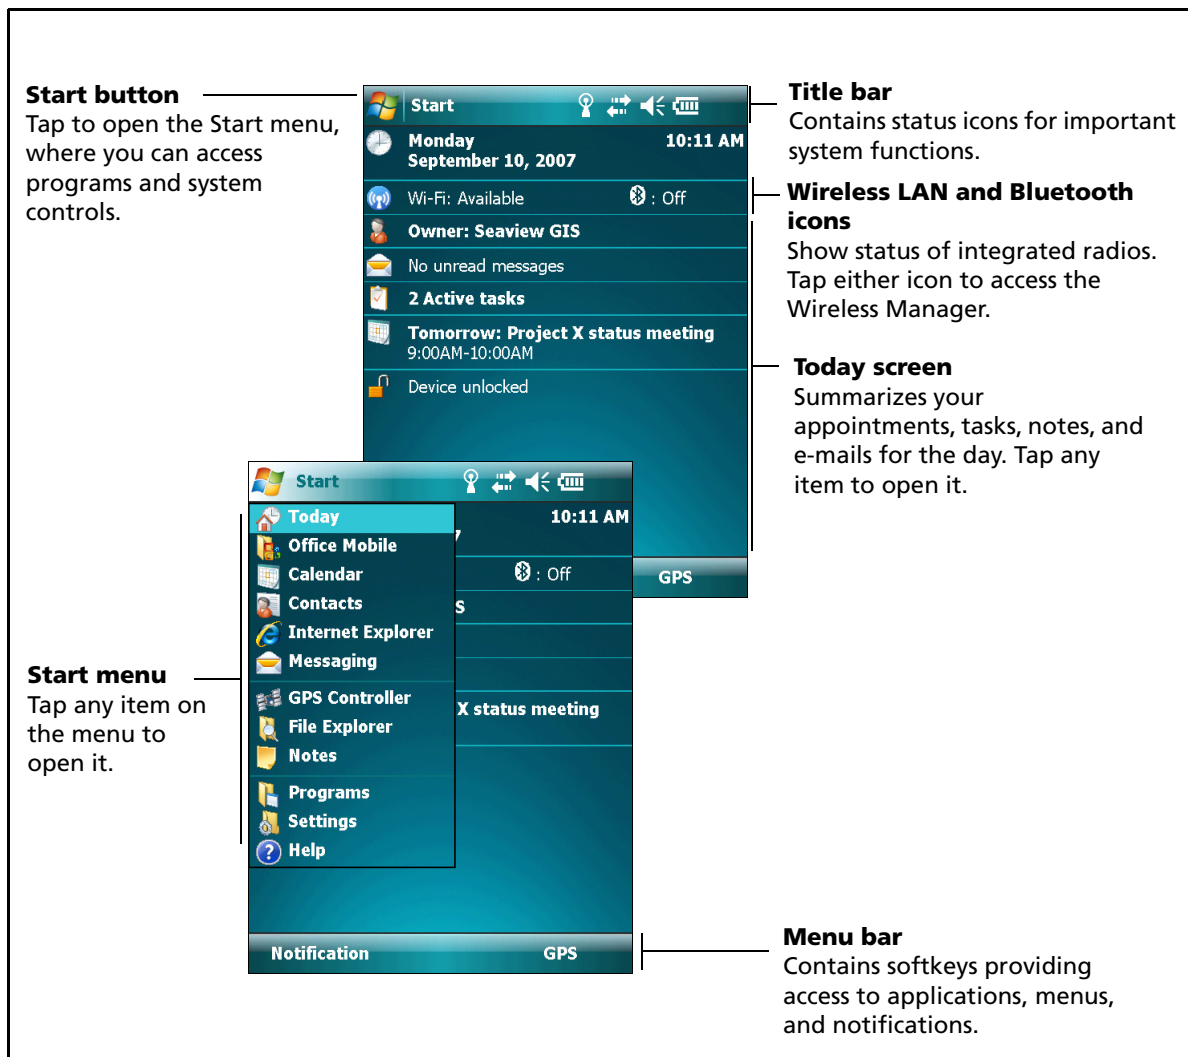 Start button
Tap to open the Start menu,
where you can access
programs and system
controls.
Start
Monday
10:11 AM
September 10, 2007
Wi-Fi: Available
: Off
Owner: Seaview GIS
No unread messages
2 Active tasks
Tomorrow: Project X status meeting
9:00AM-10:00AM
Device unlocked
GPS
Title bar
Contains status icons for important
system functions.
Wireless LAN and Bluetooth
icons
Show status of integrated radios.
Tap either icon to access the
Wireless Manager.
Today screen
Summarizes your
appointments, tasks, notes, and
e-mails for the day. Tap any
item to open it.
Start menu
Tap any item on
the menu to
open it.
Start
10:11 AM
7
: Off
S
X status meeting
Today
Office Mobile
Calendar
Contacts
Internet Explorer
Messaging
GPS Controller
File Explorer
Notes
Programs
Settings
Help
Notification
GPS
Menu bar
Contains softkeys providing
access to applications, menus,
and notifications.